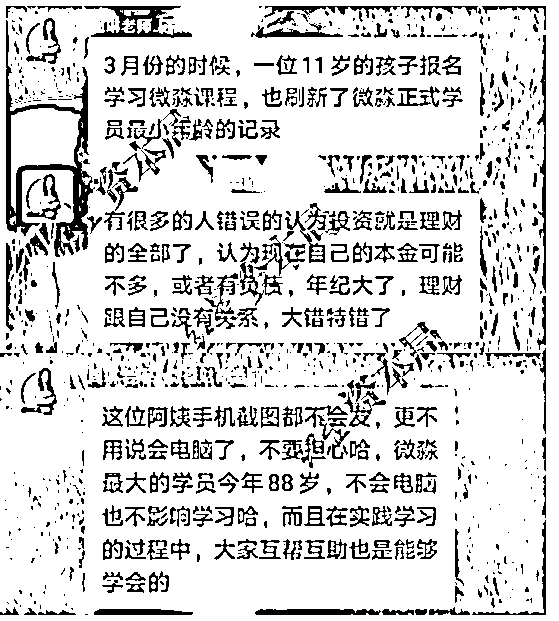 3月份的时候，一位11岁的孩子报名
学习微淼课程，也刷新了微淼正式学
员最小年龄的记录
有很多的人错误的认为投资就是理财
的全部了，认为现在自己的本金可能
不多，或者有负债，年纪大了，理财
跟自己没有关系，大错特错了
这位阿姨手机截图都不会发，更不
用说会电脑了，不要担心哈，微淼
最大的学员今年88岁，不会电脑
也不影响学习哈，而且在实践学习
的过程中，大家互帮互助也是能够
学会的